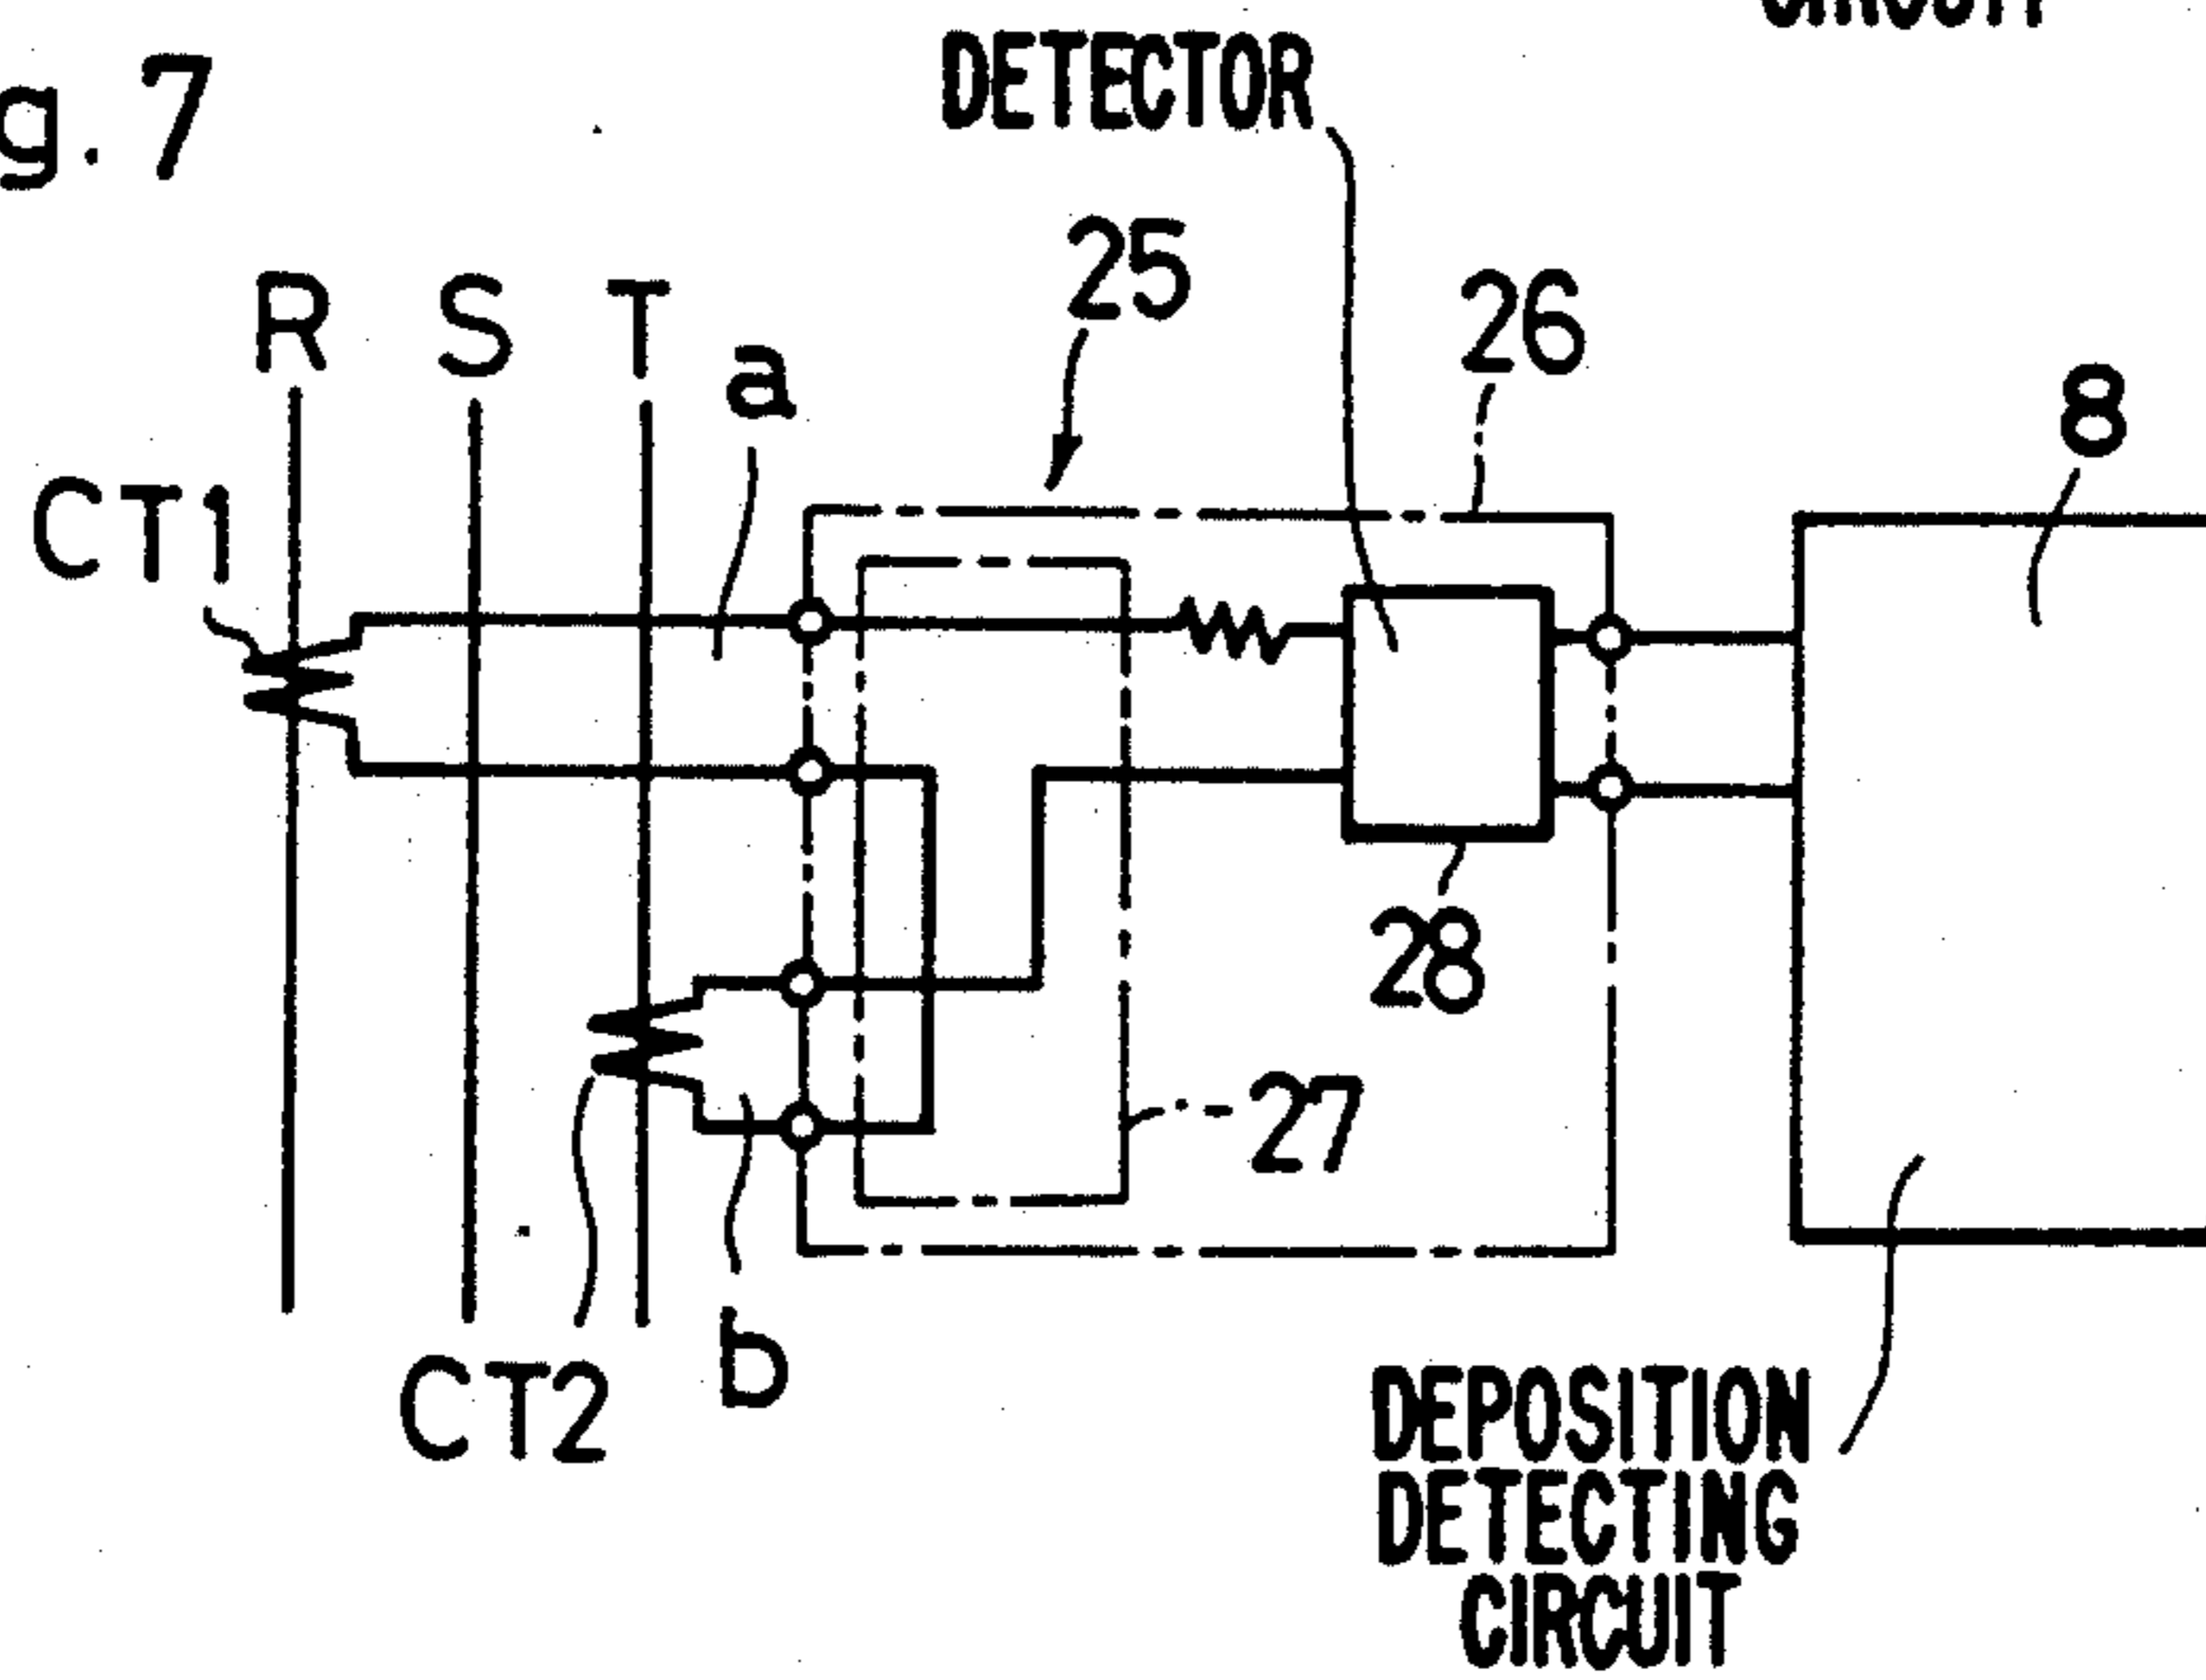 DETECTOR
g. 7
25
26
R S T
a
8
CT1
28
27
CT2
b
DEPOSITION
DETECTING
CIRCUIT